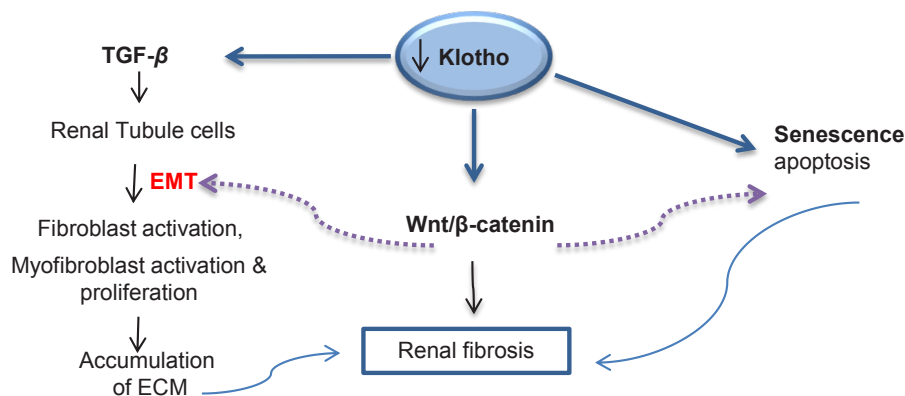 TGF-β
Klotho
Renal Tubule cells
Senescence
apoptosis
EMT
Wnt/β-catenin
Fibroblast activation,
Myofibroblast activation &
proliferation
Renal fibrosis
Accumulation
of ECM